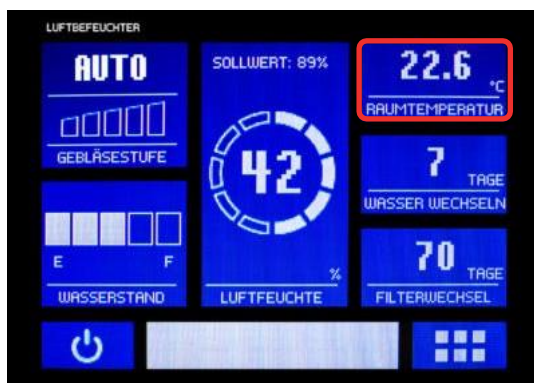 LUFTBEFEUCHTER
AUTO
GEBLÄSESTUFE
E F
WASSERSTAND
SOLLWERT: 89%
42
%
LUFTFEUCHTE
22.6 °C
RAUMTEMPERATUR
7 TAGE
WASSER WECHSELN
70 TAGE
FILTERWECHSEL